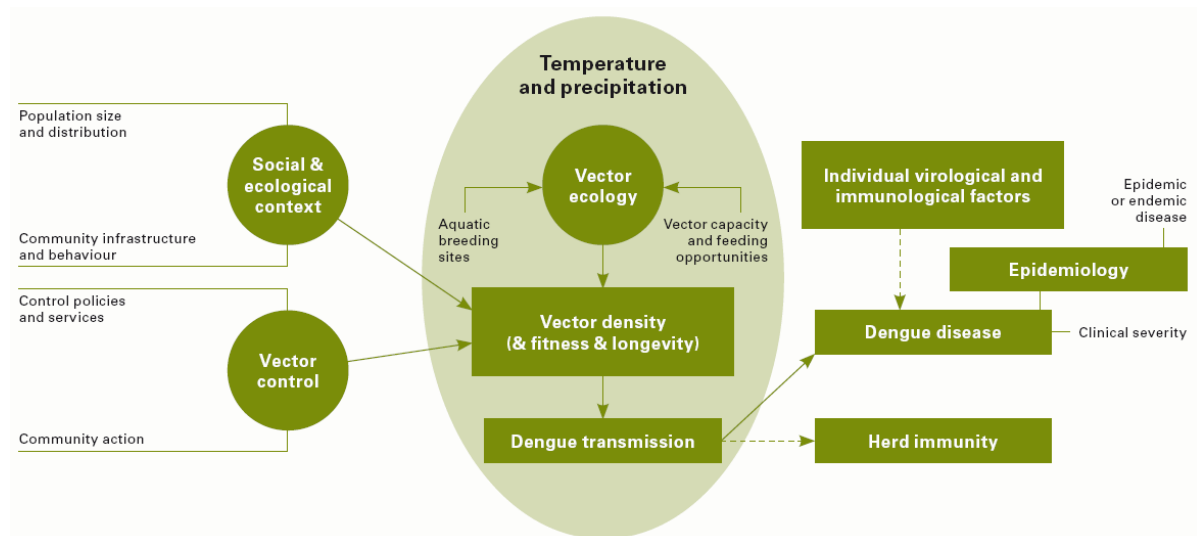 Temperature
and precipitation
Population size
and distribution
Social &
ecological
context
Community infrastructure
and behaviour
Control policies
and services
Vector
control
Community action
Vector
ecology
Aquatic
breeding
sites
Vector capacity
and feeding
opportunities
Vector density
(& fitness & longevity)
Dengue transmission
Individual virological and
immunological factors
Epidemic
or endemic
disease
Epidemiology
Dengue disease
Clinical severity
Herd immunity